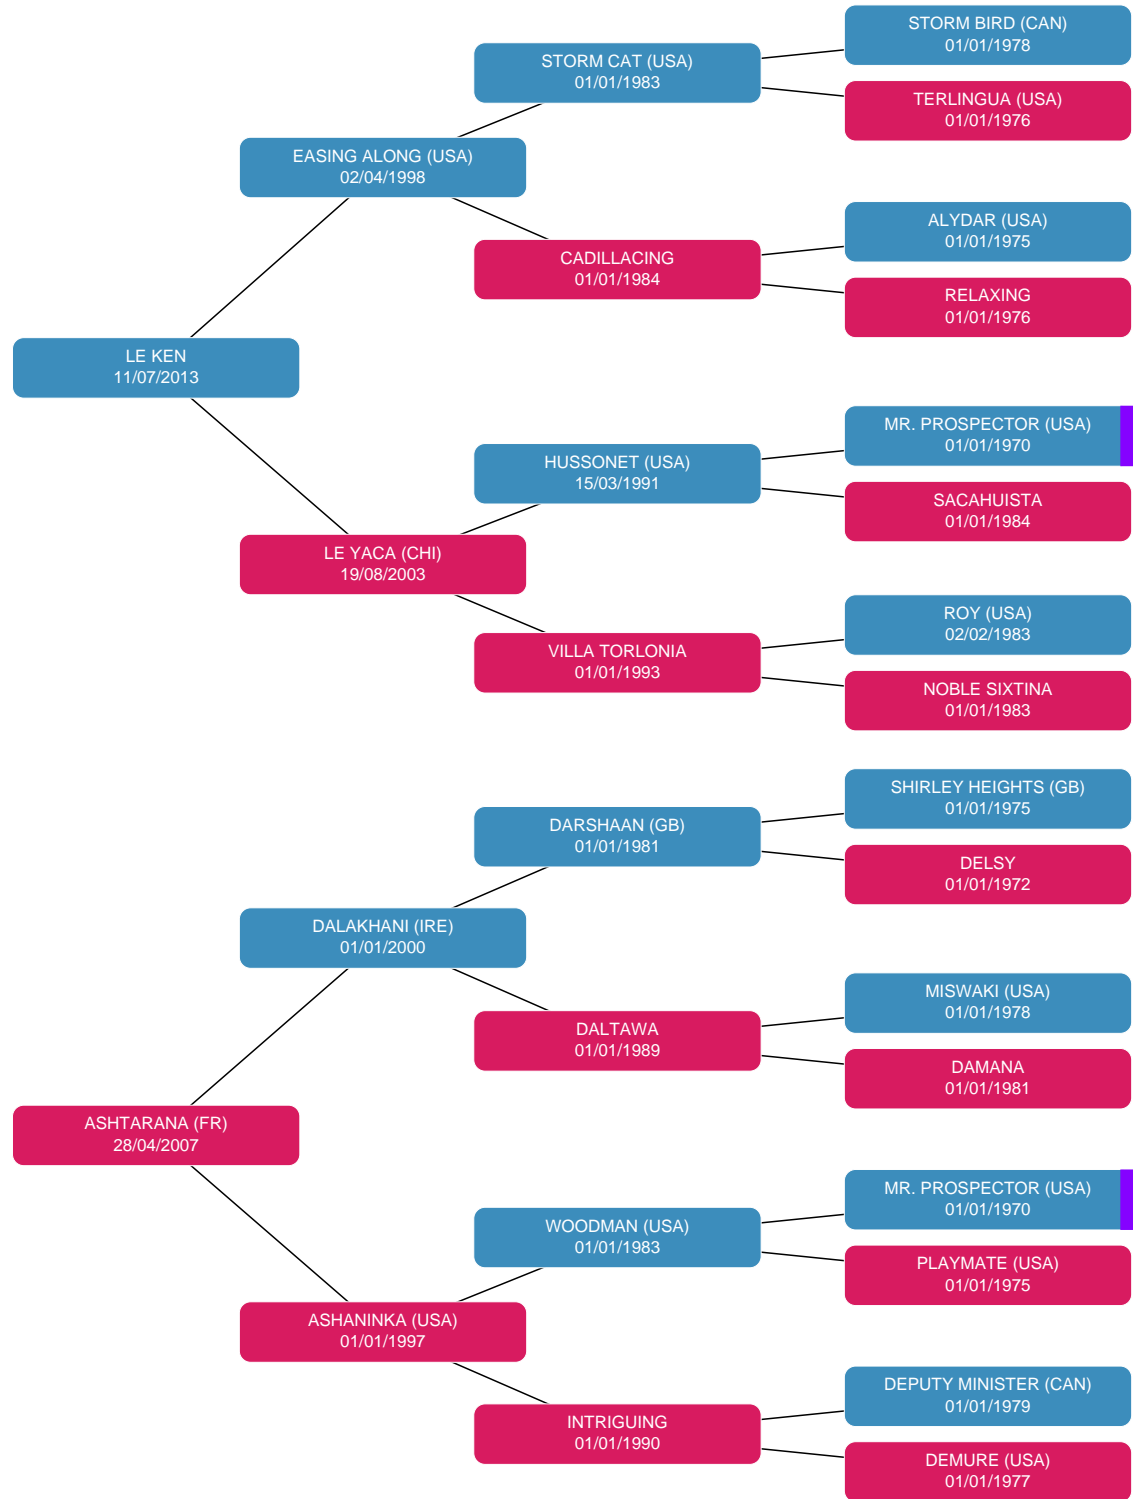 STORM BIRD (CAN)
01/01/1978
STORM CAT (USA)
01/01/1983
TERLINGUA (USA)
01/01/1976
EASING ALONG (USA)
02/04/1998
ALYDAR (USA)
01/01/1975
CADILLACING
01/01/1984
RELAXING
01/01/1976
LE KEN
11/07/2013
MR. PROSPECTOR (USA)
01/01/1970
HUSSONET (USA)
15/03/1991
SACAHUISTA
01/01/1984
LE YACA (CHI)
19/08/2003
ROY (USA)
02/02/1983
VILLA TORLONIA
01/01/1993
NOBLE SIXTINA
01/01/1983
SHIRLEY HEIGHTS (GB)
01/01/1975
DARSHAAN (GB)
01/01/1981
DELSY
01/01/1972
DALAKHANI (IRE)
01/01/2000
MISWAKI (USA)
01/01/1978
DALTAWA
01/01/1989
DAMANA
01/01/1981
ASHTARANA (FR)
28/04/2007
MR. PROSPECTOR (USA)
01/01/1970
WOODMAN (USA)
01/01/1983
PLAYMATE (USA)
01/01/1975
ASHANINKA (USA)
01/01/1997
DEPUTY MINISTER (CAN)
01/01/1979
INTRIGUING
01/01/1990
DEMURE (USA)
01/01/1977